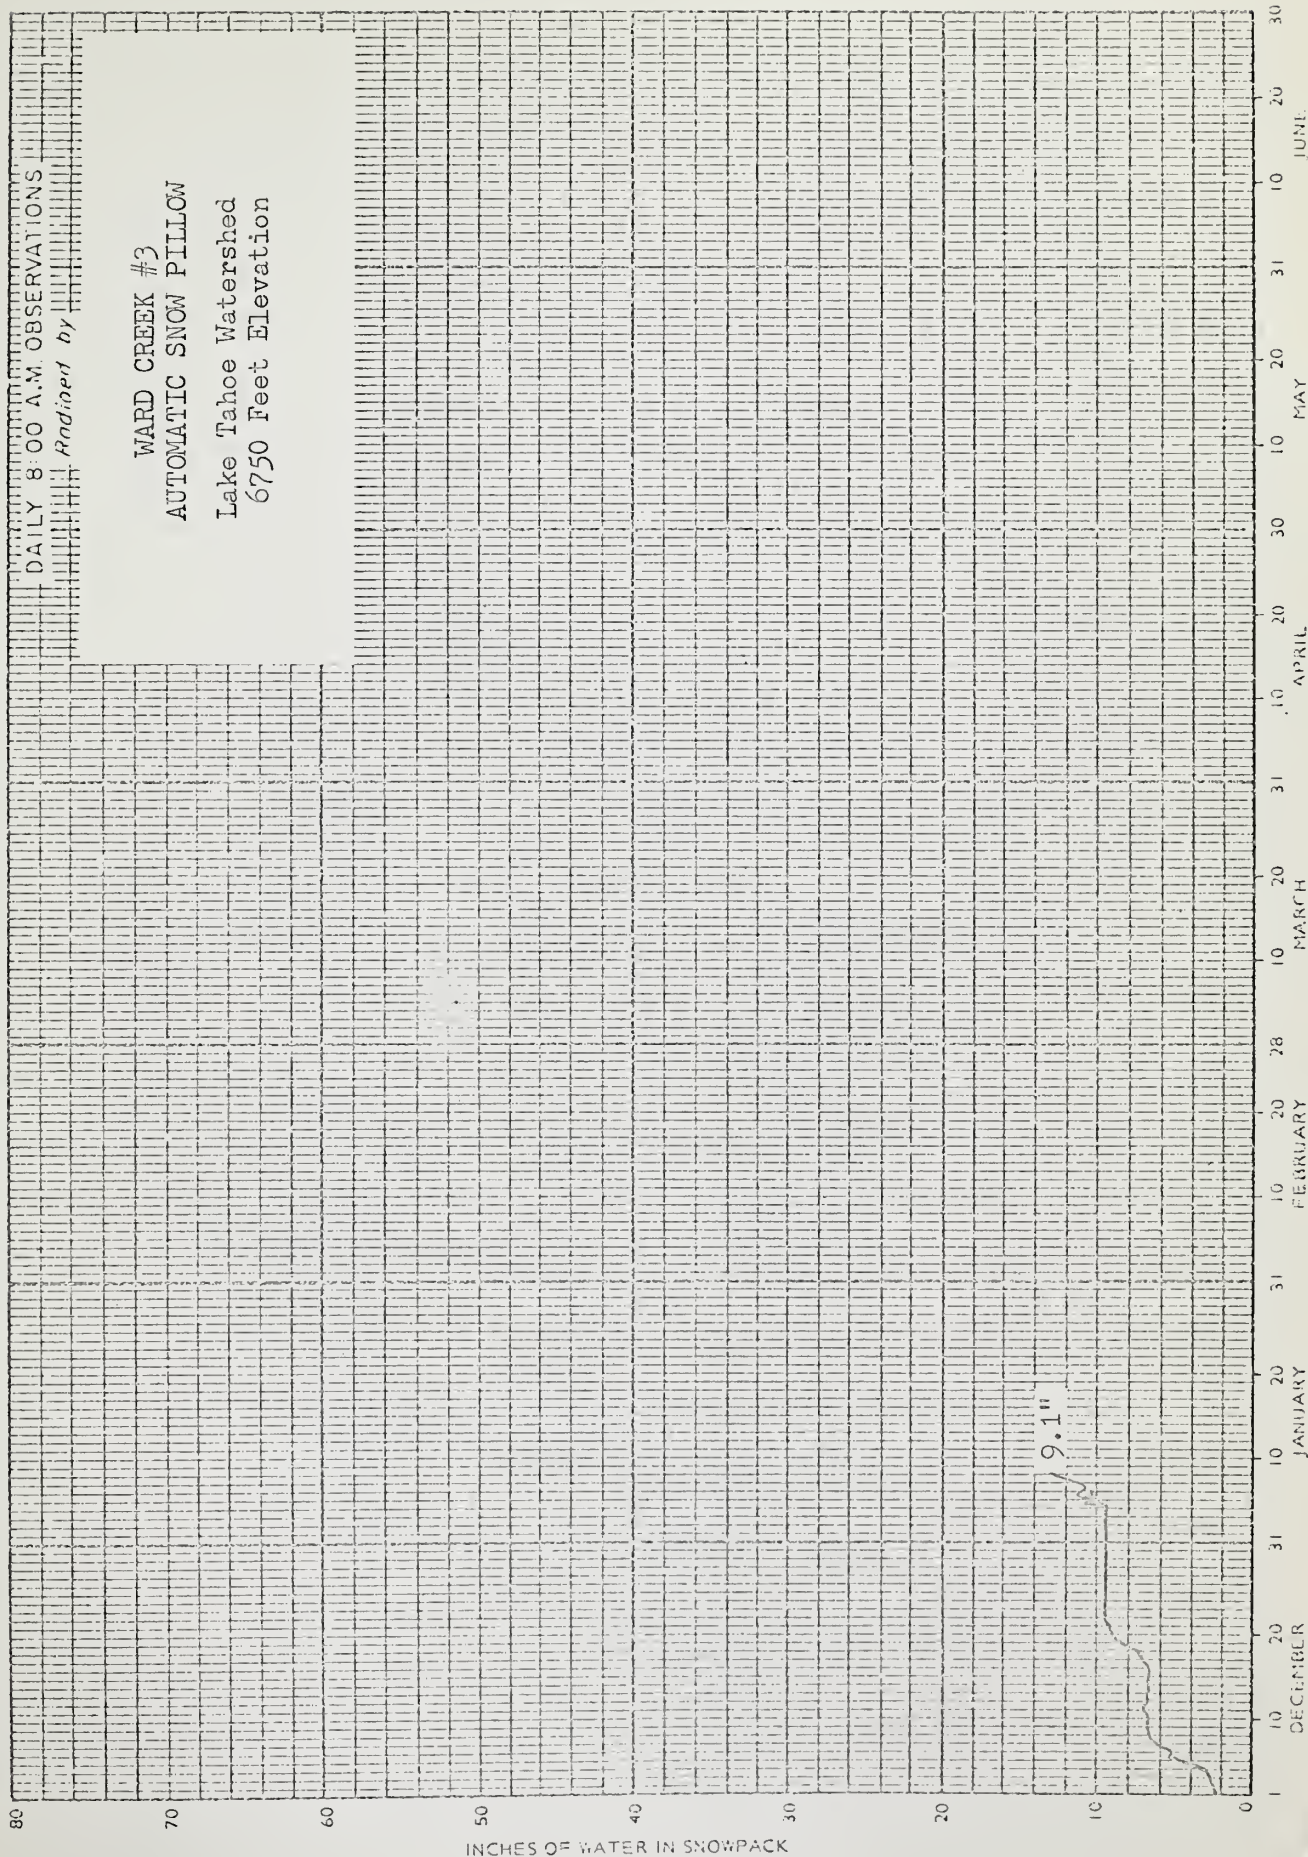 DAILY 8:00 A.M. OBSERVATIONS
by
WARD CREEK #3
AUTOMATIC SNOW PILLOW
Lake Tahoe Watershed
6750 Feet Elevation
9.1"
INCHES OF WATER IN SNOWPACK
80
70
60
50
40
30
20
10
0
1 10 20 31 10 20 31 10 20 28 10 20 31 10 20 30 10 20 31 10 20 30
DECEMBER JANUARY FEBRUARY MARCH APRIL MAY JUNE